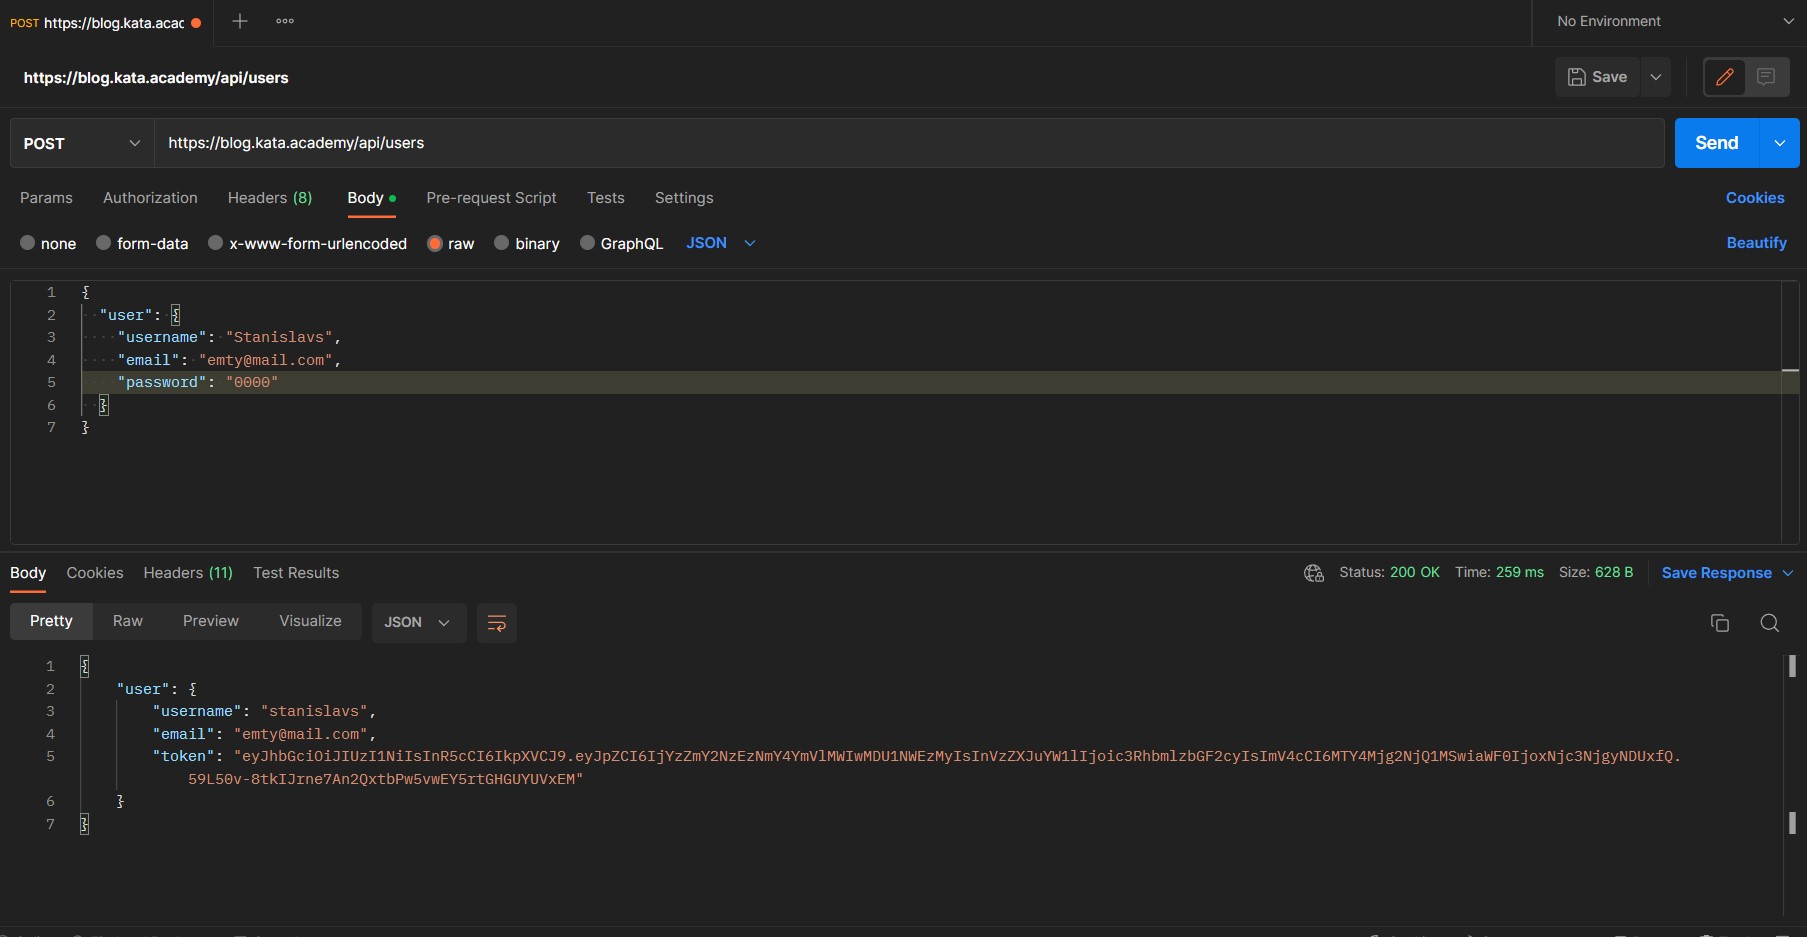 POST https://blog.kata.acac
No Environment
https://blog.kata.academy/api/users
Save
POST https://blog.kata.academy/api/users
Send
Params Authorization Headers (8) Body Pre-request Script Tests Settings Cookies
none form-data x-www-form-urlencoded raw binary GraphQL JSON Beautify
1 {
2 "user": {
3 "username": "Stanislavs",
4 "email": "emty@mail.com",
5 "password": "0000"
6 }
7 }
Body Cookies Headers (11) Test Results Status: 200 OK Time: 259 ms Size: 628 B Save Response
Pretty Raw Preview Visualize JSON
1 {
2 "user": {
3 "username": "stanislavs",
4 "email": "emty@mail.com",
5 "token": "eyJhbGciOiJIUzI1NiIsInR5cCI6IkpXVCJ9.eyJpZCI6IjYzZmY2NzEzNmY4YmVlMWIwMDU1NWEzMyIsInVzZXJuYW1lIjoic3RhbmlzbGF2cyIsImV4cCI6MTY4Mjg2NjQ1MSwiaWF0IjoxNjc3NjgyNDUxfQ.
59L50v-8tkIJrne7An2QxtbPw5vwEY5rtGHGUYUVxEM"
6 }
7 }